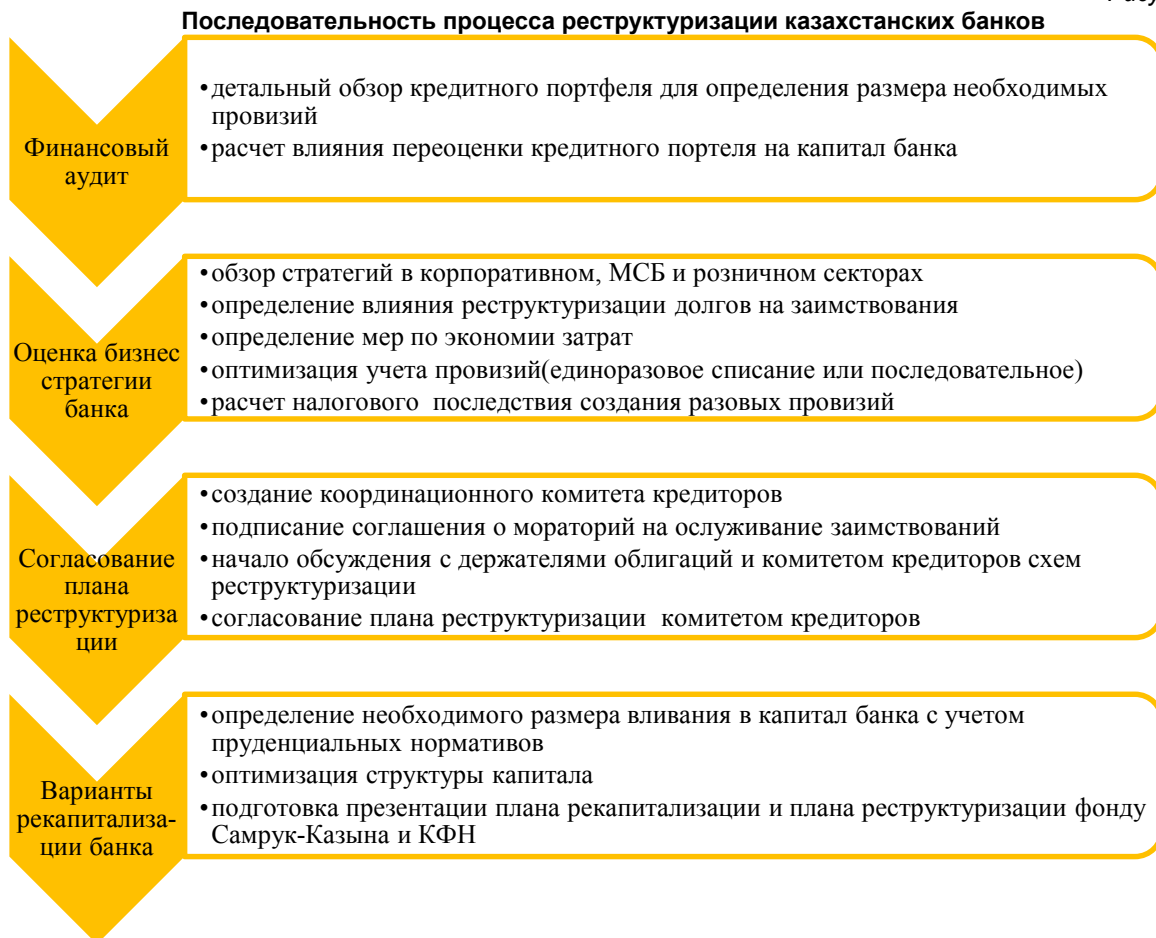 Рису
Последовательность процесса реструктуризации казахстанских банков
Финансовый
аудит
•детальный обзор кредитного портфеля для определения размера необходимых
провизий
•расчет влияния переоценки кредитного портеля на капитал банка
Оценка бизнес
стратегии
банка
•обзор стратегий в корпоративном, МСБ и розничном секторах
•определение влияния реструктуризации долгов на заимствования
•определение мер по экономии затрат
•оптимизация учета провизий(единоразовое списание или последовательное)
•расчет налогового последствия создания разовых провизий
Согласование
плана
реструктуриза
ции
•создание координационного комитета кредиторов
•подписание соглашения о мораторий на ослуживание заимствований
•начало обсуждения с держателями облигаций и комитетом кредиторов схем
реструктуризации
•согласование плана реструктуризации комитетом кредиторов
Варианты
рекапитализа-
ции банка
•определение необходимого размера вливания в капитал банка с учетом
пруденциальных нормативов
•оптимизация структуры капитала
•подготовка презентации плана рекапитализации и плана реструктуризации фонду
Самрук-Казына и КФН